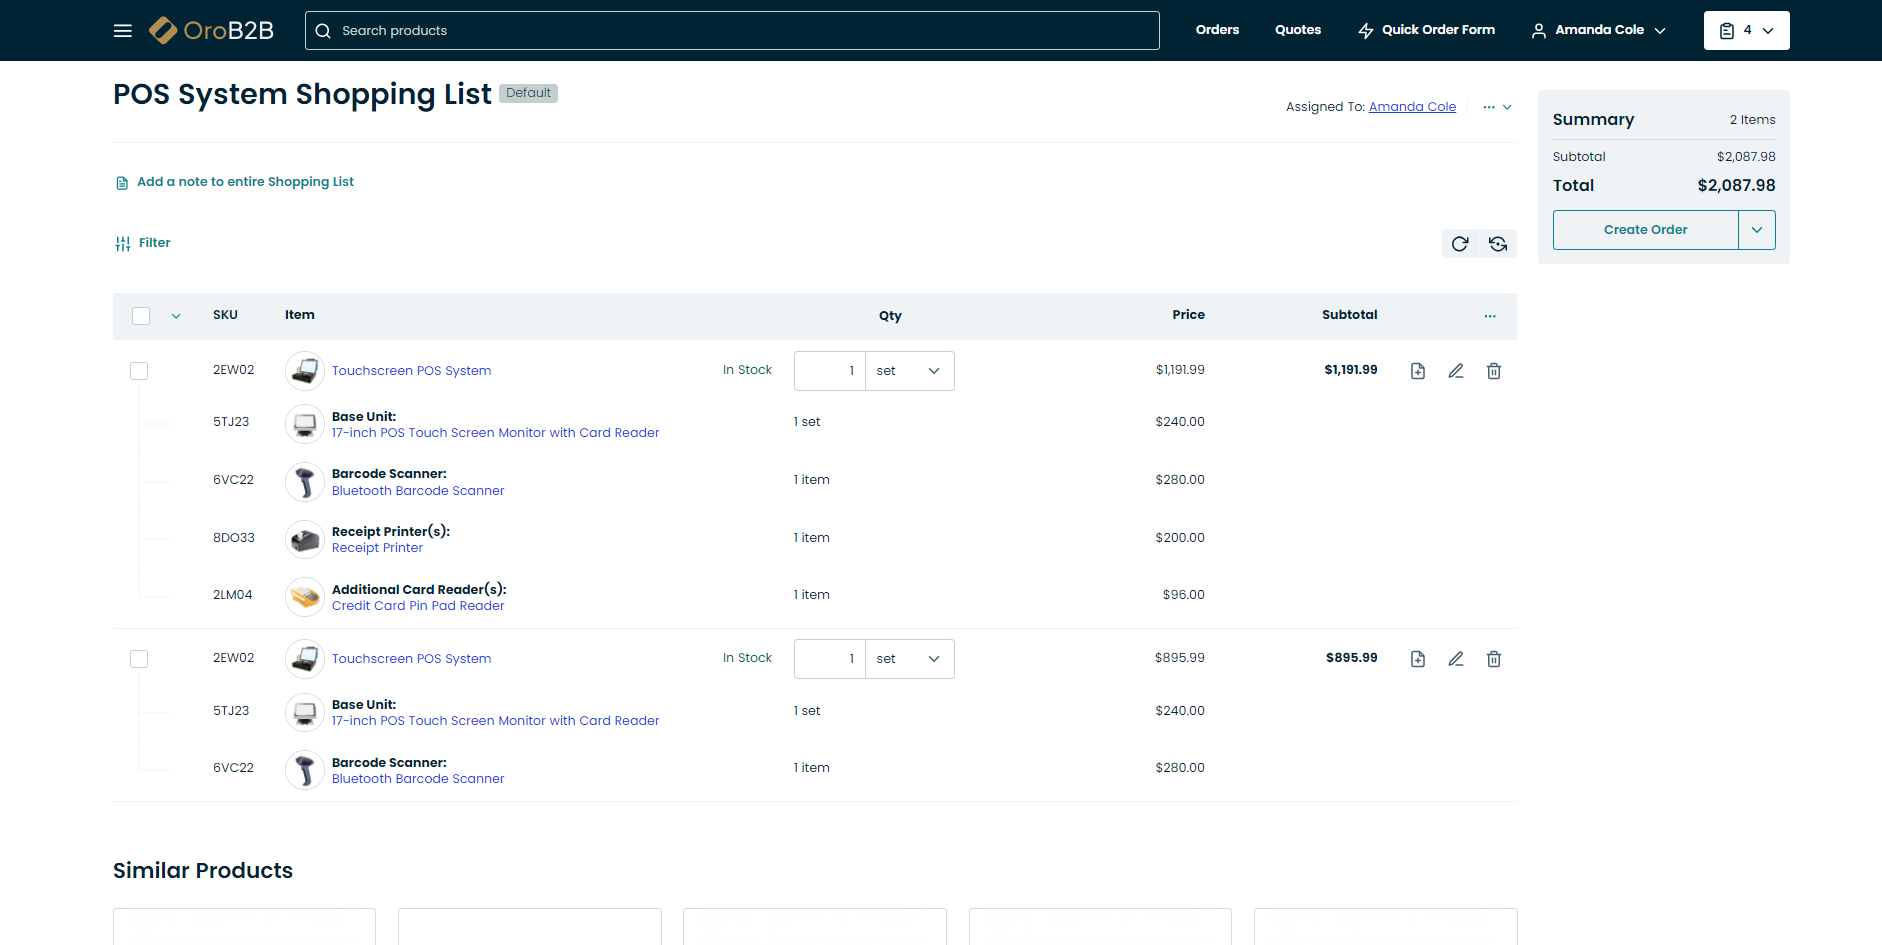 OroB2B
Search products
Orders
Quotes
Quick Order Form
Amanda Cole
4
POS System Shopping List
Default
Assigned To: Amanda Cole
Add a note to entire Shopping List
Filter
Summary
2 Items
Subtotal
$2,087.98
Total
$2,087.98
Create Order
SKU
Item
Qty
Price
Subtotal
2EW02
Touchscreen POS System
In Stock
1
set
$1,191.99
$1,191.99
5TJ23
Base Unit:
17-inch POS Touch Screen Monitor with Card Reader
1 set
$240.00
6VC22
Barcode Scanner:
Bluetooth Barcode Scanner
1 item
$280.00
8DO33
Receipt Printer(s):
Receipt Printer
1 item
$200.00
2LM04
Additional Card Reader(s):
Credit Card Pin Pad Reader
1 item
$96.00
2EW02
Touchscreen POS System
In Stock
1
set
$895.99
$895.99
5TJ23
Base Unit:
17-inch POS Touch Screen Monitor with Card Reader
1 set
$240.00
6VC22
Barcode Scanner:
Bluetooth Barcode Scanner
1 item
$280.00
Similar Products